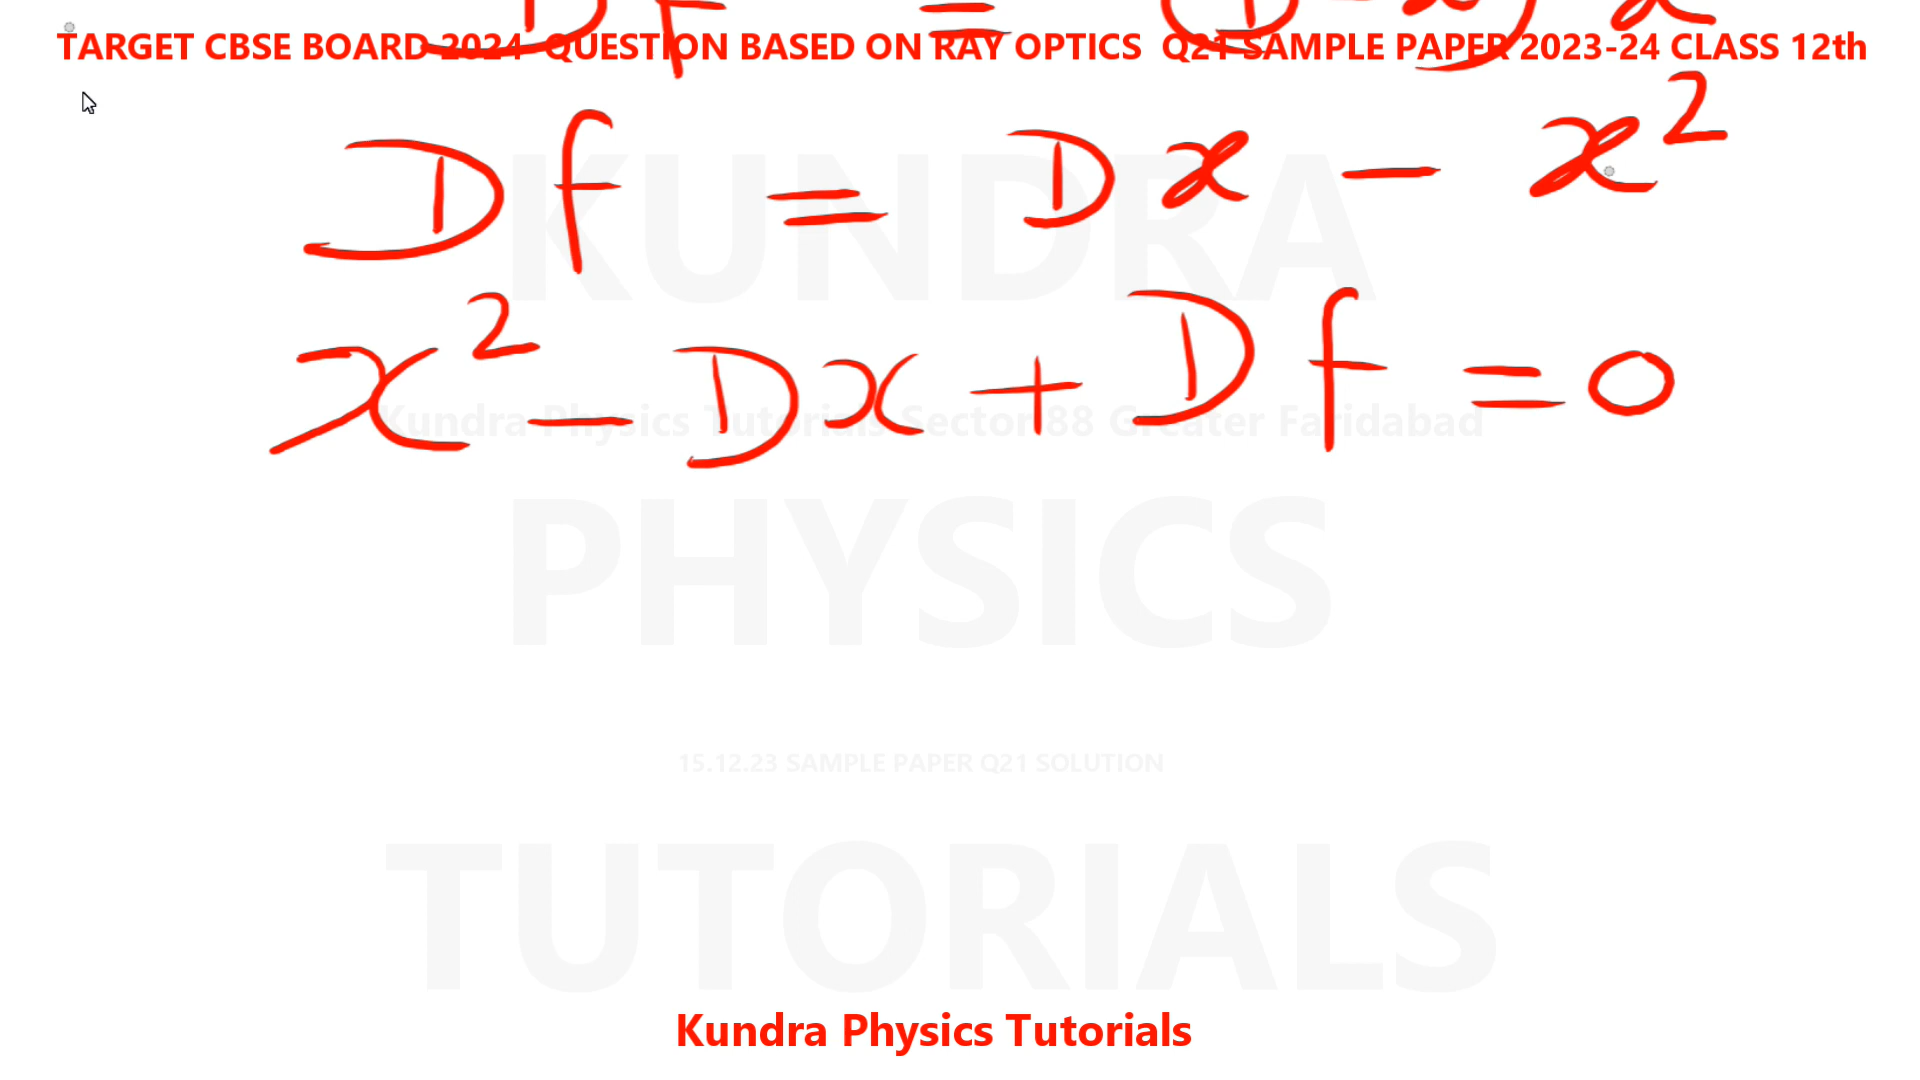 Df = (D-x)x
TARGET CBSE BOARD 2024 QUESTION BASED ON RAY OPTICS Q21 SAMPLE PAPER 2023-24 CLASS 12th
Df = Dx - x²
KUNDRA
x² - Dx + Df = 0
Kundra Physics Tutorials Sector 88 Greater Faridabad
PHYSICS
15.12.23 SAMPLE PAPER Q21 SOLUTION
TUTORIALS
Kundra Physics Tutorials